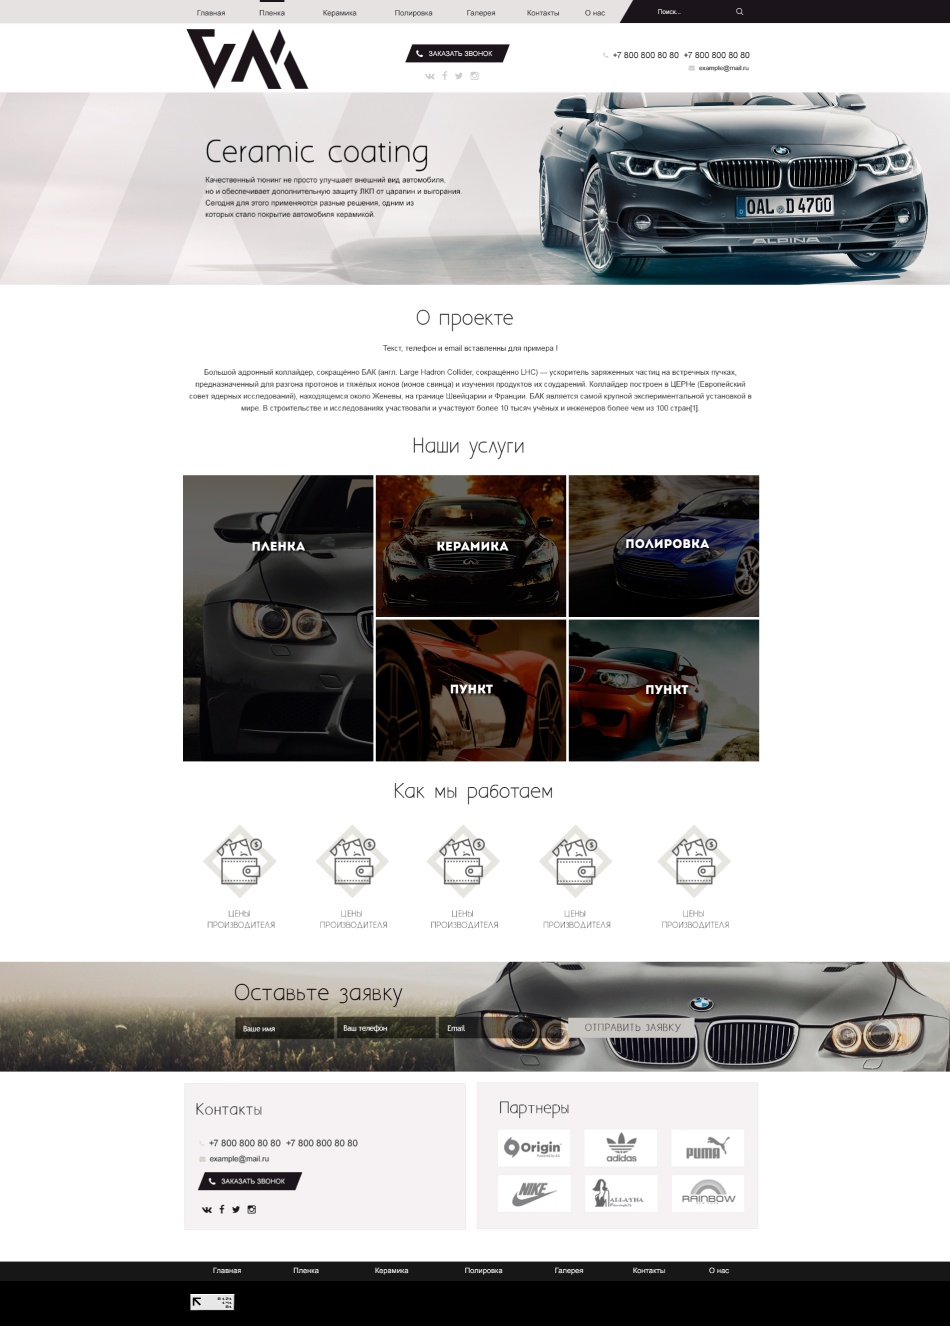 Главная Пленка Керамика Полировка Галерея Контакты О нас Поиск...
БАК
ЗАКАЗАТЬ ЗВОНОК
+7 800 800 80 80 +7 800 800 80 80
example@mail.ru
Ceramic coating
Качественный тюнинг не просто улучшает внешний вид автомобиля,
но и обеспечивает дополнительную защиту ЛКП от царапин и выгорания.
Сегодня для этого применяются разные решения, одним из
которых стало покрытие автомобиля керамикой.
OAL D 4700
ALPINA
О проекте
Текст, телефон и email вставленны для примера !
Большой адронный коллайдер, сокращённо БАК (англ. Large Hadron Collider, сокращённо LHC) — ускоритель заряженных частиц на встречных пучках,
предназначенный для разгона протонов и тяжёлых ионов (ионов свинца) и изучения продуктов их соударений. Коллайдер построен в ЦЕРНе (Европейский
совет ядерных исследований), находящемся около Женевы, на границе Швейцарии и Франции. БАК является самой крупной экспериментальной установкой в
мире. В строительстве и исследованиях участвовали и участвуют более 10 тысяч учёных и инженеров более чем из 100 стран[1].
Наши услуги
ПЛЕНКА
КЕРАМИКА
ПОЛИРОВКА
ПУНКТ
ПУНКТ
Как мы работаем
ЦЕНЫ ЦЕНЫ ЦЕНЫ ЦЕНЫ ЦЕНЫ
ПРОИЗВОДИТЕЛЯ ПРОИЗВОДИТЕЛЯ ПРОИЗВОДИТЕЛЯ ПРОИЗВОДИТЕЛЯ ПРОИЗВОДИТЕЛЯ
Оставьте заявку
Ваше имя Ваш телефон Email ОТПРАВИТЬ ЗАЯВКУ
Контакты
+7 800 800 80 80 +7 800 800 80 80
example@mail.ru
ЗАКАЗАТЬ ЗВОНОК
Партнеры
Origin
adidas
PUMA
NIKE
ALLAYHA
RAINBOW
Главная Пленка Керамика Полировка Галерея Контакты О нас